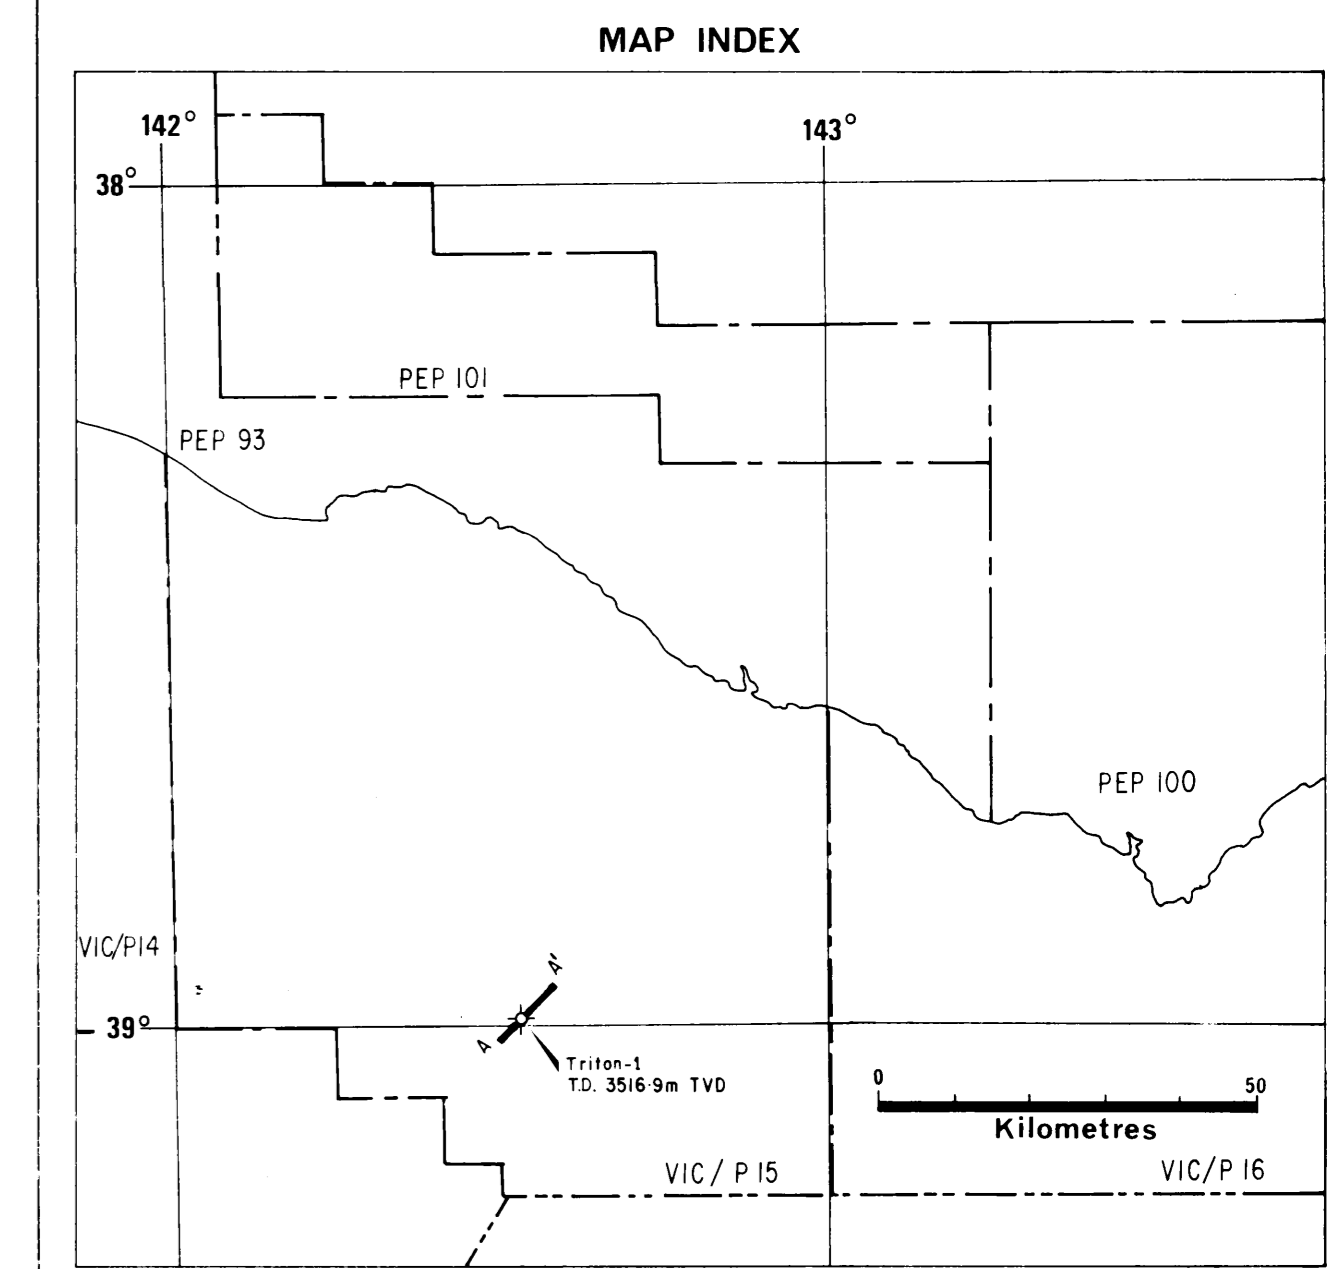 MAP INDEX
142°
143°
38°
PEP 101
PEP 93
PEP 100
VIC/P14
A'
39°
A
Triton-1
T.D. 3516·9m TVD
0
50
Kilometres
VIC / P 15
VIC/P 16